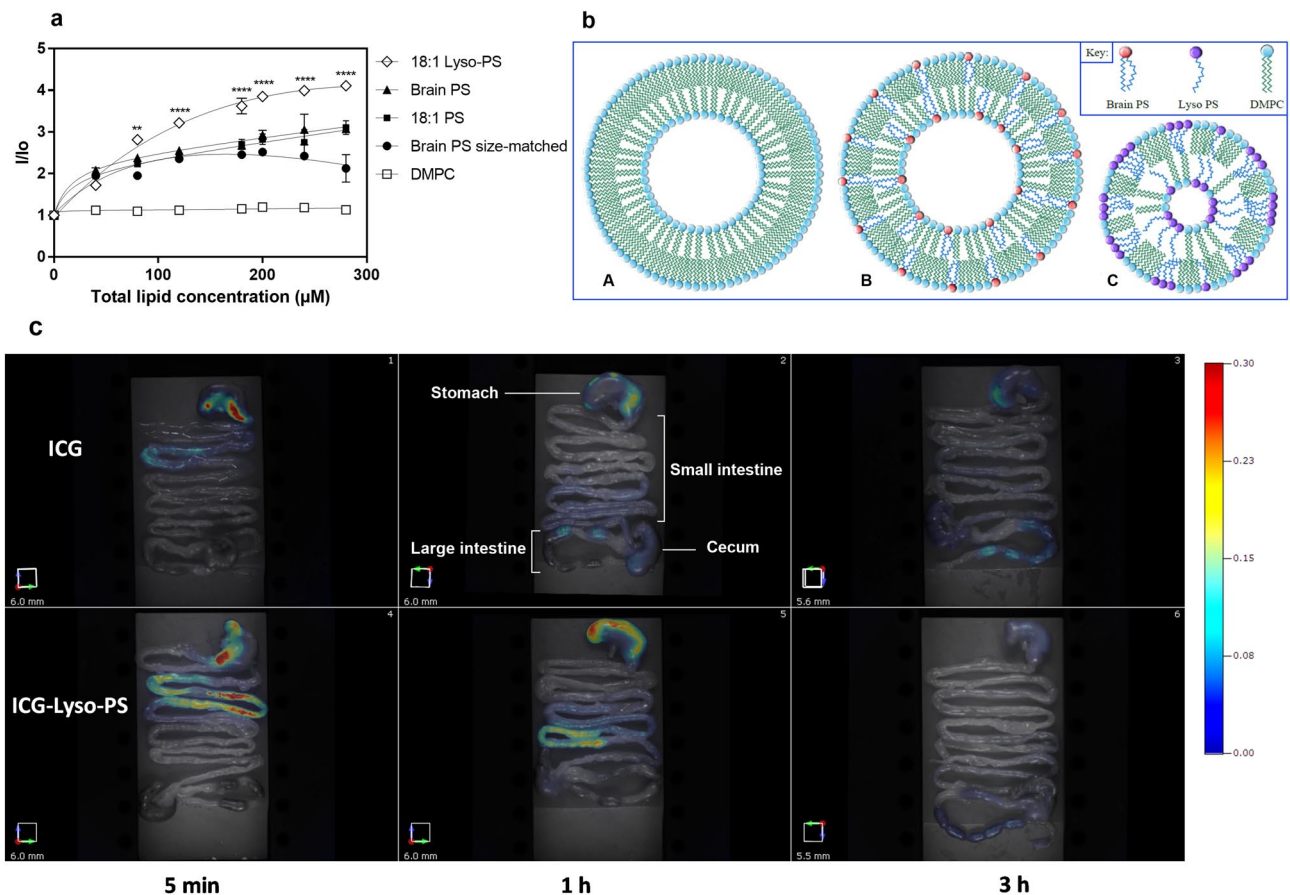 a
5
4
3
2
1
0
I/Io
0
100
200
300
Total lipid concentration (µM)
**
****
****
****
****
****
18:1 Lyso-PS
Brain PS
18:1 PS
Brain PS size-matched
DMPC
b
Key:
Brain PS
Lyso PS
DMPC
A
B
C
c
1
ICG
6.0 mm
2
Stomach
Small intestine
Large intestine
Cecum
6.0 mm
3
5.6 mm
4
ICG-Lyso-PS
6.0 mm
5
6.0 mm
6
5.5 mm
0.30
0.23
0.15
0.08
0.00
5 min
1 h
3 h